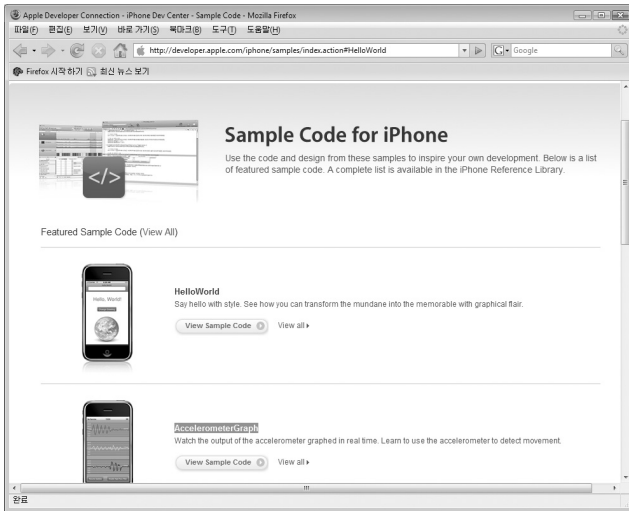 Apple Developer Connection - iPhone Dev Center - Sample Code - Mozilla Firefox
파일(F) 편집(E) 보기(V) 바로 가기(S) 북마크(B) 도구(T) 도움말(H)
http://developer.apple.com/iphone/samples/index.action#HelloWorld
G Google
Firefox 시작하기 최신 뉴스 보기
Sample Code for iPhone
Use the code and design from these samples to inspire your own development. Below is a list
of featured sample code. A complete list is available in the iPhone Reference Library.
</>
Featured Sample Code (View All)
Hello, World!
HelloWorld
Say hello with style. See how you can transform the mundane into the memorable with graphical flair.
View Sample Code View all
AccelerometerGraph
Watch the output of the accelerometer graphed in real time. Learn to use the accelerometer to detect movement.
View Sample Code View all
완료